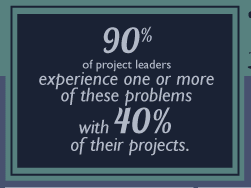 90%
of project leaders
experience one or more
of these problems
with 40%
of their projects.